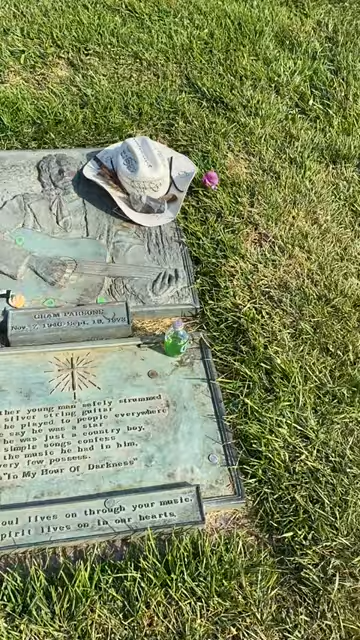 GRAM PARSONS
Nov. 5, 1946-Sept. 19, 1973
her young man safely strummed
silver string guitar
he played to people everywhere
say he was a star
he was just a country boy,
simple songs confess
the music he had in him,
very few possess.
"In My Hour Of Darkness"
oul lives on through your music,
pirit lives on in our hearts